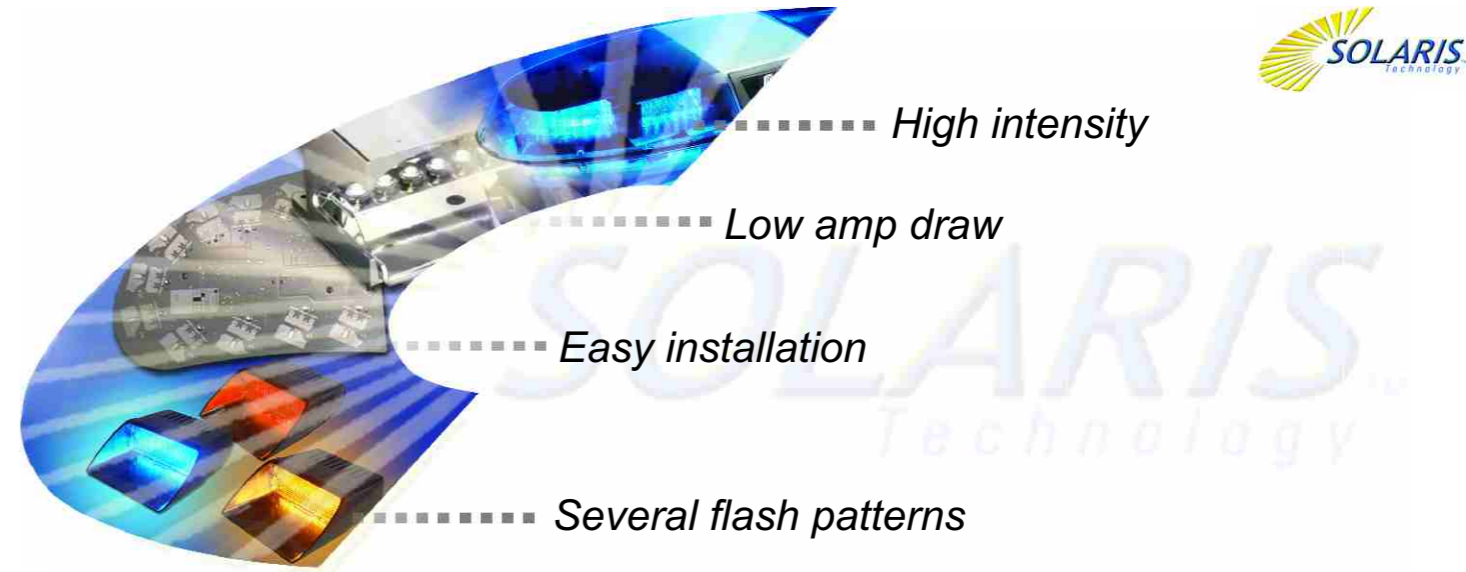 SOLARIS
Technology
High intensity
Low amp draw
SOLARIS
Technology
Easy installation
Several flash patterns